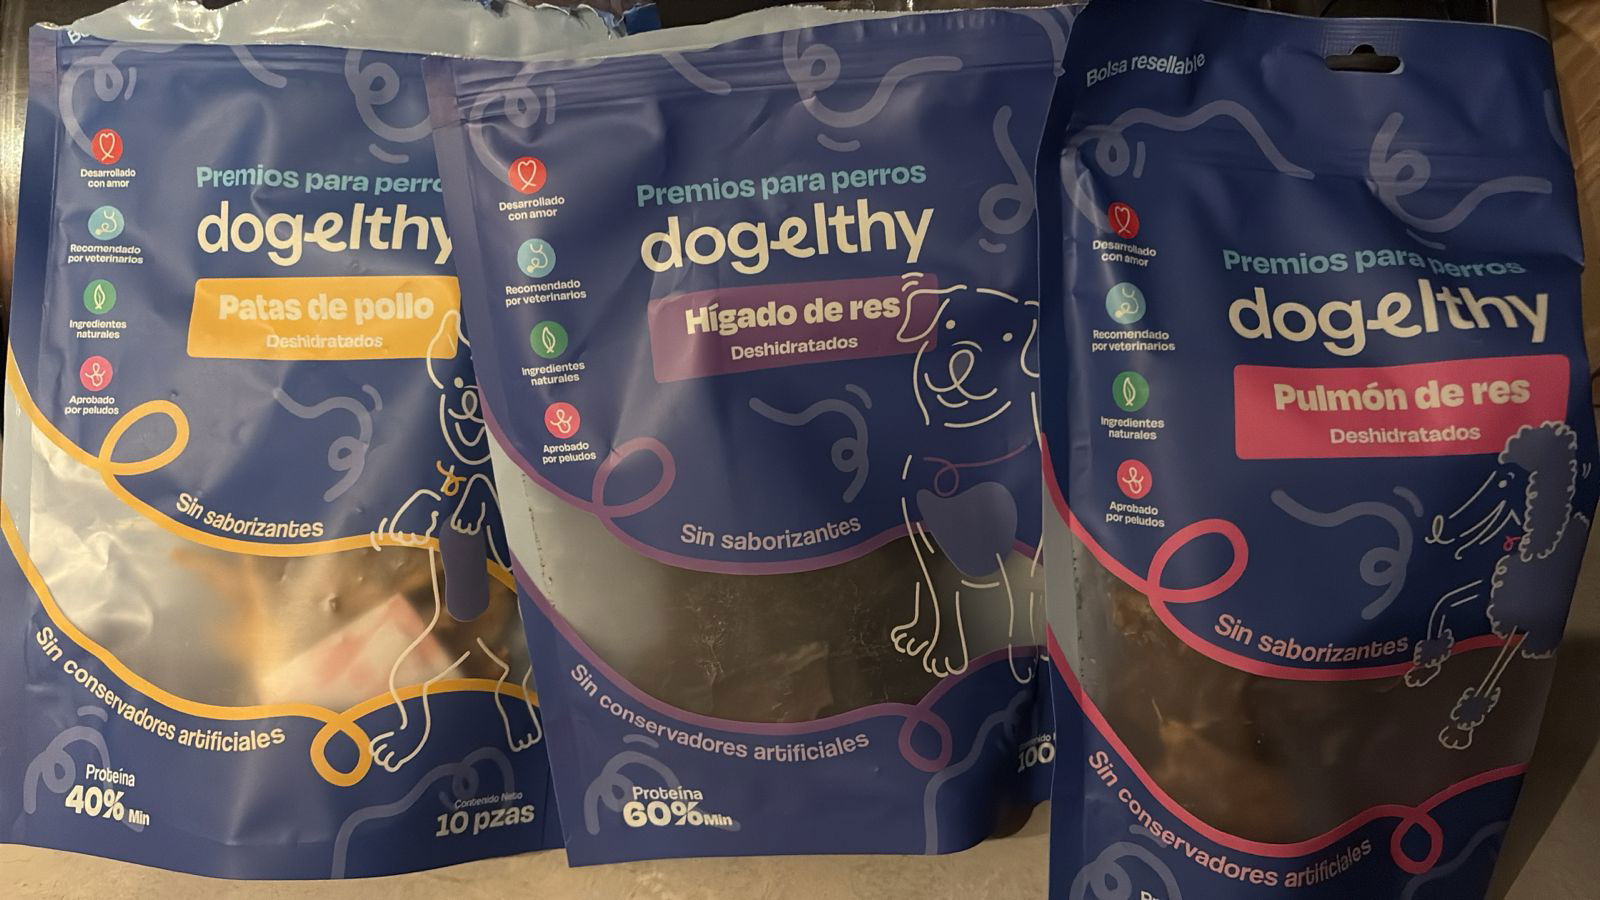 Desarrollado
con amor
Recomendado
por veterinarios
Ingredientes
naturales
Aprobado
por peludos
Premios para perro
dogelthy
Patas de pollo
Deshidratados
Sin saborizantes
Sin conservadores artificiales
Proteína
40% Min
Contenido Neto
10 pzas
Desarrollado
con amor
Recomendado
por veterinarios
Ingredientes
naturales
Aprobado
por peludos
Premios para perros
dogelthy
Hígado de res
Deshidratados
Sin saborizantes
Sin conservadores artificiales
Proteína
60% Min
100
Bolsa resellable
Desarrollado
con amor
Recomendado
por veterinarios
Ingredientes
naturales
Aprobado
por peludos
Premios para perros
dogelthy
Pulmón de res
Deshidratados
Sin saborizantes
Sin conservadores artificiales